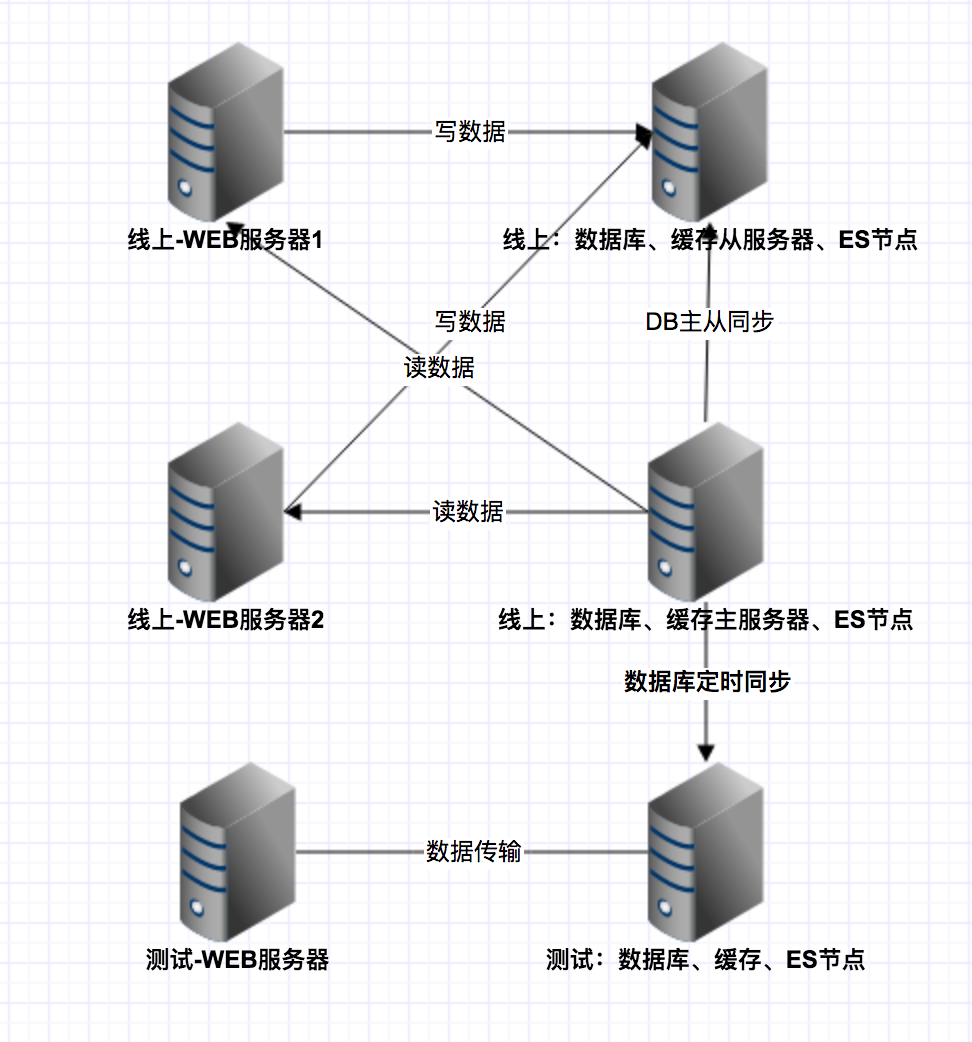 写数据
线上-WEB服务器1
线上：数据库、缓存从服务器、ES节点
写数据
DB主从同步
读数据
读数据
线上-WEB服务器2
线上：数据库、缓存主服务器、ES节点
数据库定时同步
数据传输
测试-WEB服务器
测试：数据库、缓存、ES节点